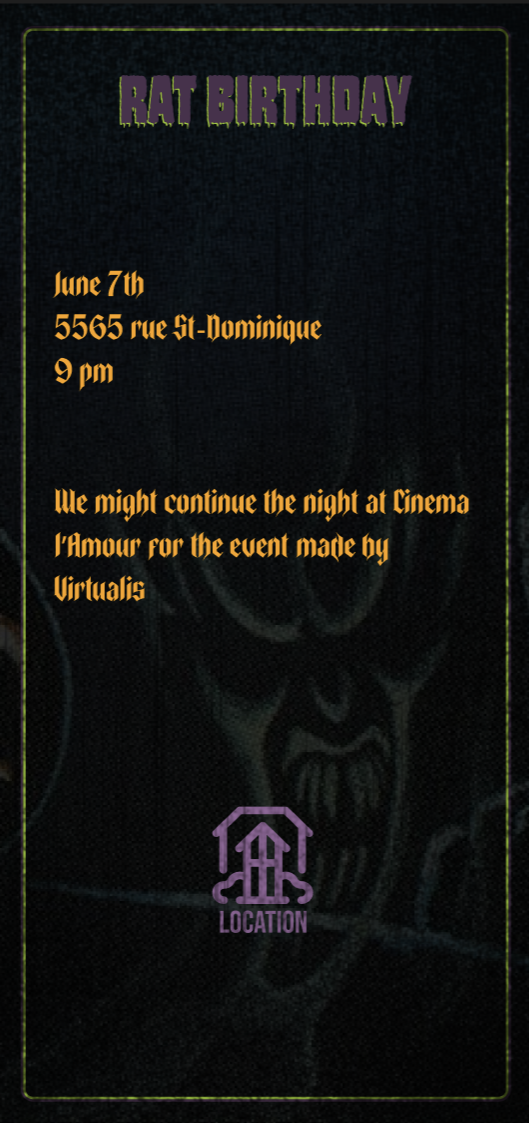 RAT BIRTHDAY
June 7th
5565 rue St-Dominique
9 pm
We might continue the night at Cinema
l'Amour for the event made by
Virtualis
LOCATION